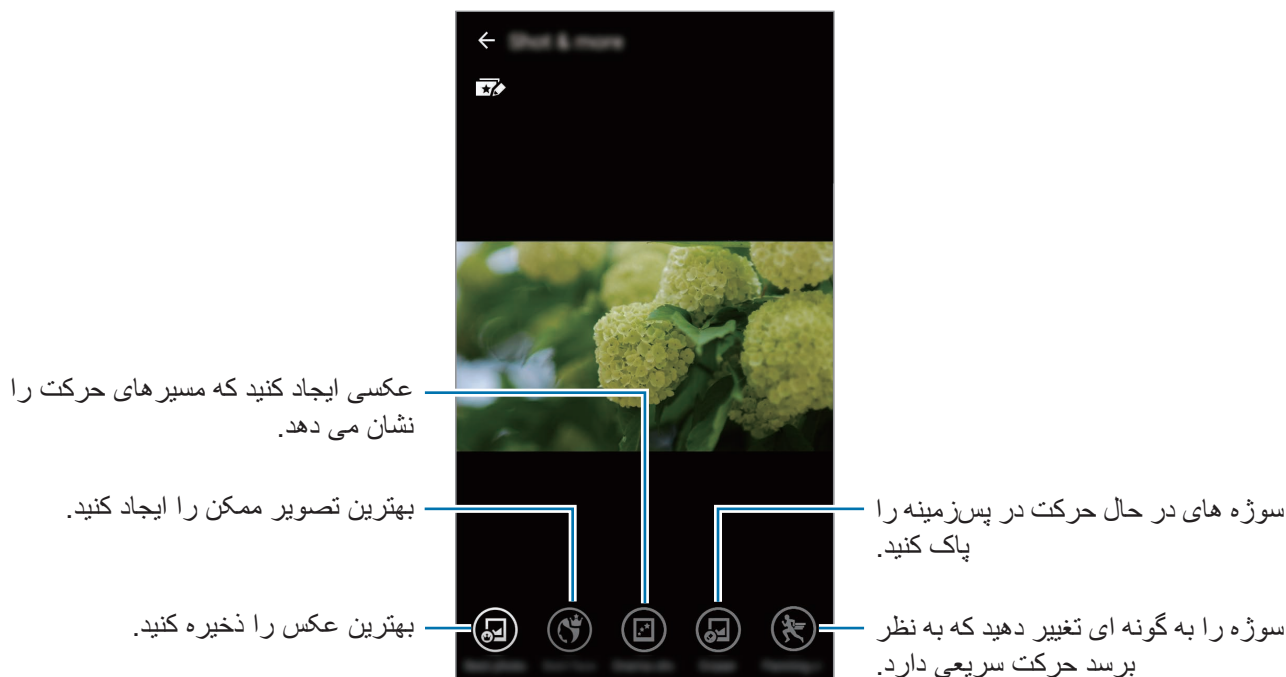 Shot & more
عکسی ایجاد کنید که مسیرهای حرکت را
نشان می دهد.
بهترین تصویر ممکن را ایجاد کنید.
سوژه های در حال حرکت در پس‌زمینه را
پاک کنید.
بهترین عکس را ذخیره کنید.
سوژه را به گونه ای تغییر دهید که به نظر
برسد حرکت سریعی دارد.